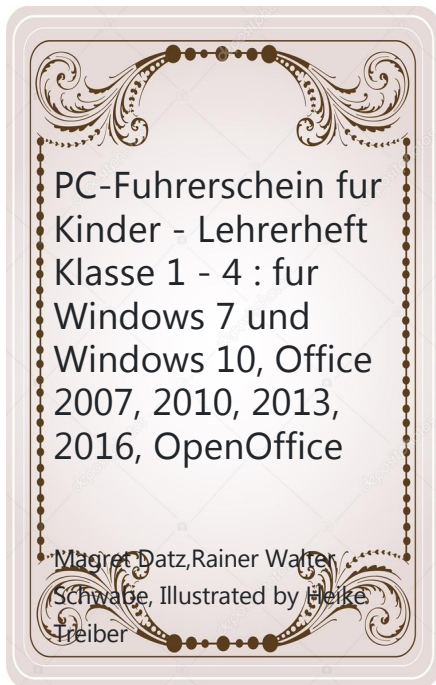 PC-Fuhrerschein fur
Kinder - Lehrerheft
Klasse 1 - 4 : fur
Windows 7 und
Windows 10, Office
2007, 2010, 2013,
2016, OpenOffice
Magret Datz,Rainer Walter
Schwabe, Illustrated by Heike
Treiber